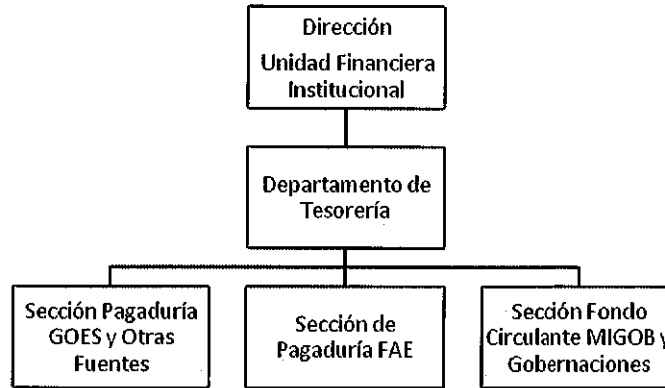 Dirección
Unidad Financiera
Institucional
Departamento de
Tesorería
Sección Pagaduría
GOES y Otras
Fuentes
Sección de
Pagaduría FAE
Sección Fondo
Circulante MIGOB y
Gobernaciones